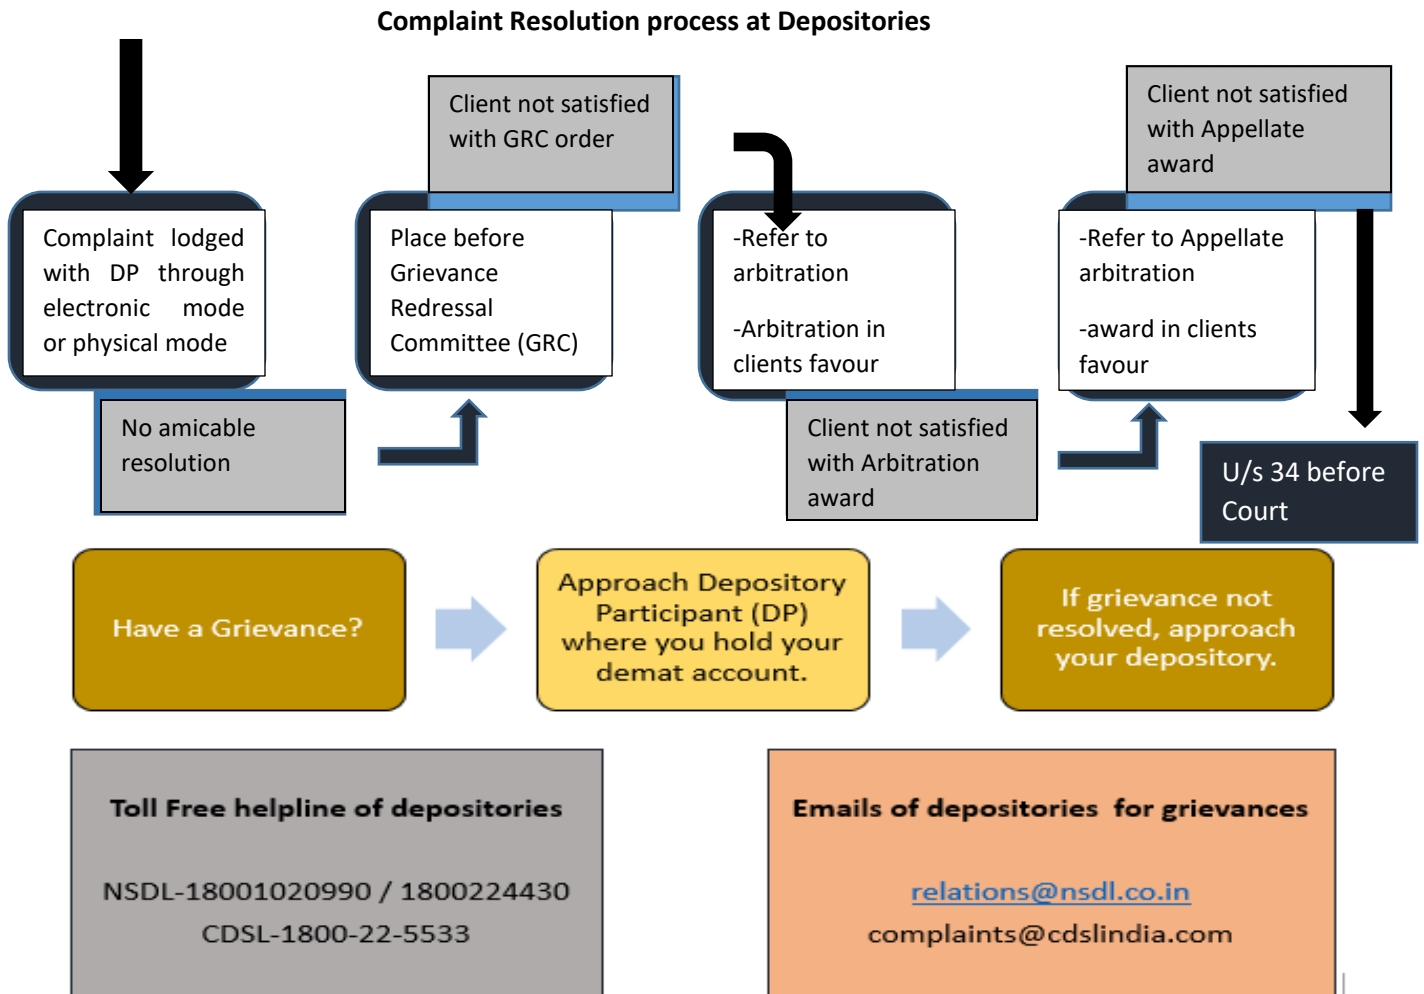 Complaint Resolution process at Depositories
Complaint lodged
with DP through
electronic mode
or physical mode
No amicable
resolution
Place before
Grievance
Redressal
Committee (GRC)
Client not satisfied
with GRC order
-Refer to
arbitration
-Arbitration in
clients favour
Client not satisfied
with Arbitration
award
-Refer to Appellate
arbitration
-award in clients
favour
Client not satisfied
with Appellate
award
U/s 34 before
Court
Have a Grievance?
Approach Depository
Participant (DP)
where you hold your
demat account.
If grievance not
resolved, approach
your depository.
Toll Free helpline of depositories
NSDL-18001020990 / 1800224430
CDSL-1800-22-5533
Emails of depositories for grievances
relations@nsdl.co.in
complaints@cdslindia.com